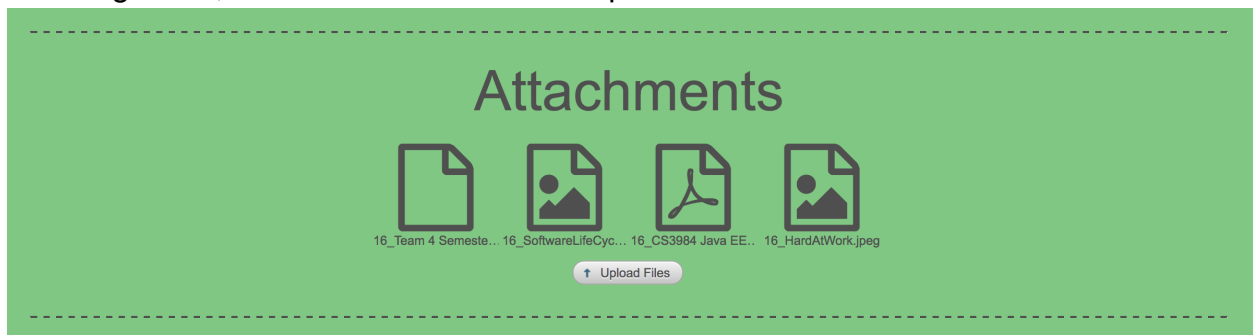 Attachments
16_Team 4 Semeste... 16_SoftwareLifeCyc... 16_CS3984 Java EE.. 16_HardAtWork.jpeg
Upload Files